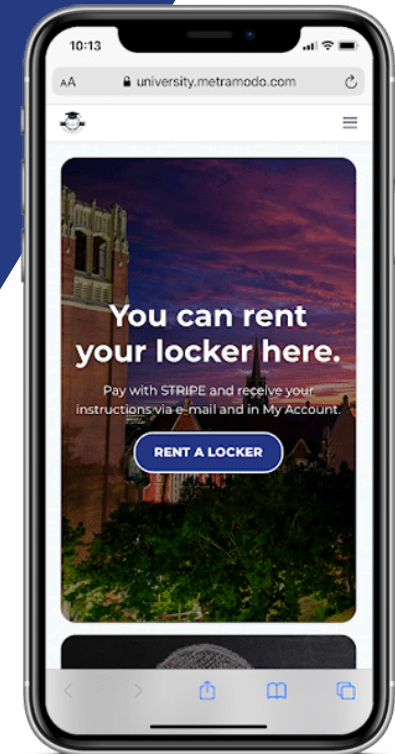 10:13
AA university.metramodo.com
You can rent
your locker here.
Pay with STRIPE and receive your
instructions via e-mail and in My Account.
RENT A LOCKER